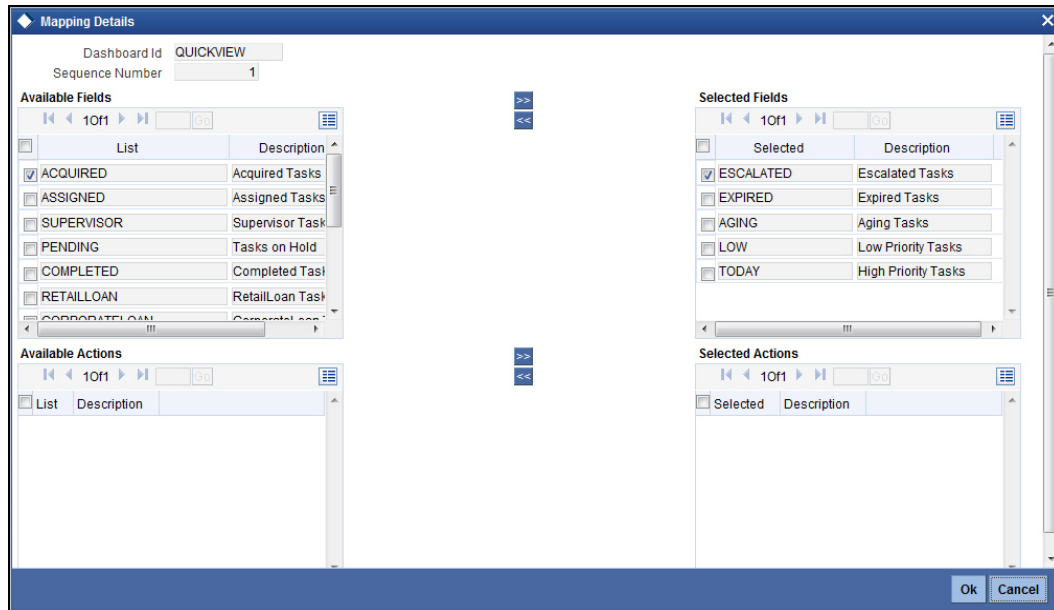 Mapping Details
Dashboard Id QUICKVIEW
Sequence Number 1
Available Fields
1Of1 Go
List Description
ACQUIRED Acquired Tasks
ASSIGNED Assigned Tasks
SUPERVISOR Supervisor Task
PENDING Tasks on Hold
COMPLETED Completed Task
RETAILLOAN RetailLoan Task
CORPORATELOAN CorporateLoan
>>
<<
Selected Fields
1Of1 Go
Selected Description
ESCALATED Escalated Tasks
EXPIRED Expired Tasks
AGING Aging Tasks
LOW Low Priority Tasks
TODAY High Priority Tasks
Available Actions
1Of1 Go
List Description
>>
<<
Selected Actions
1Of1 Go
Selected Description
Ok Cancel